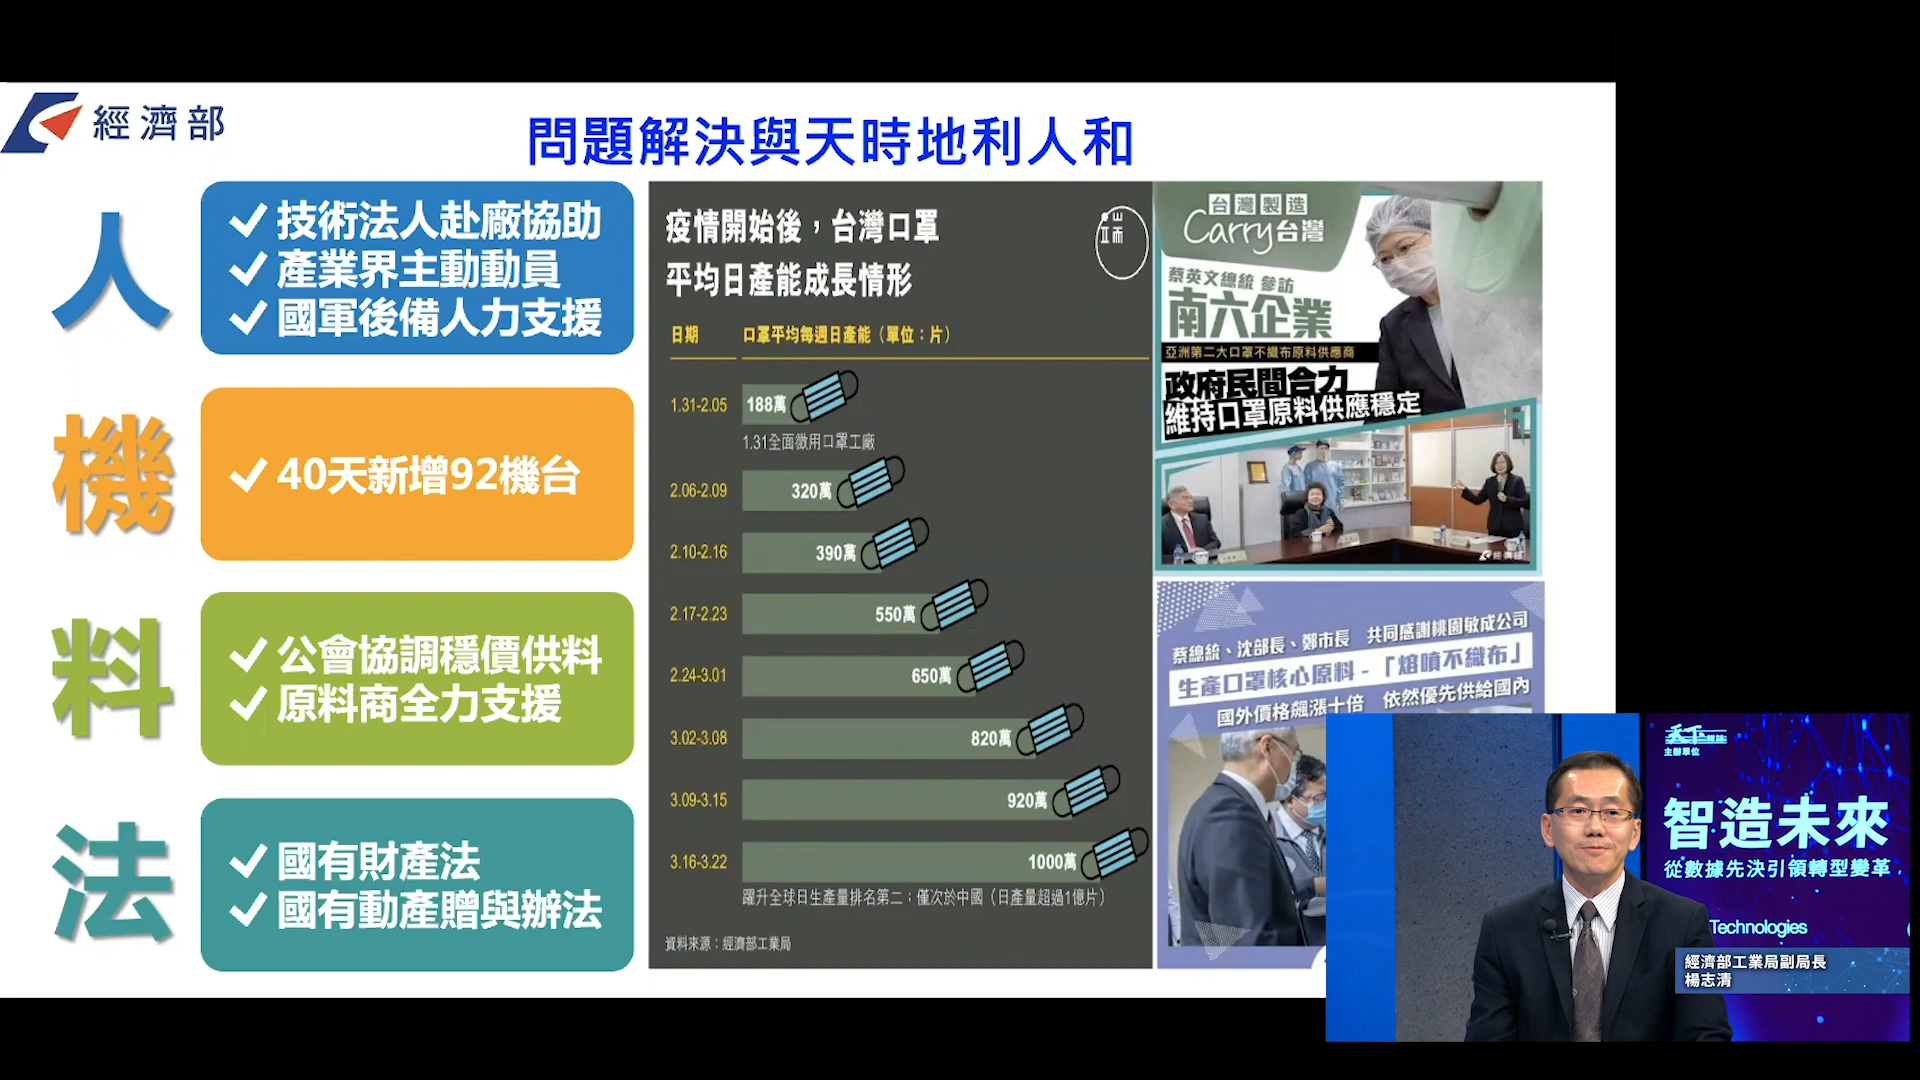 經濟部
問題解決與天時地利人和
人
技術法人赴廠協助
產業界主動動員
國軍後備人力支援
機
40天新增92機台
料
公會協調穩價供料
原料商全力支援
法
國有財產法
國有動產贈與辦法
疫情開始後，台灣口罩
平均日產能成長情形
日期 口罩平均每週日產能（單位：片）
1.31-2.05 188萬
1.31全面徵用口罩工廠
2.06-2.09 320萬
2.10-2.16 390萬
2.17-2.23 550萬
2.24-3.01 650萬
3.02-3.08 820萬
3.09-3.15 920萬
3.16-3.22 1000萬
躍升全球日生產量排名第二；僅次於中國（日產量超過1億片）
資料來源：經濟部工業局
台灣製造
Carry台灣
蔡英文總統 參訪
南六企業
亞洲第二大口罩不織布原料供應商
政府民間合力
維持口罩原料供應穩定
經濟部
蔡總統、沈部長、鄭市長 共同感謝桃園敏成公司
生產口罩核心原料-「熔噴不織布」
國外價格飆漲十倍 依然優先供給國內
天下雜誌
主辦單位
智造未來
從數據先決引領轉型變革
Technologies
經濟部工業局副局長
楊志清